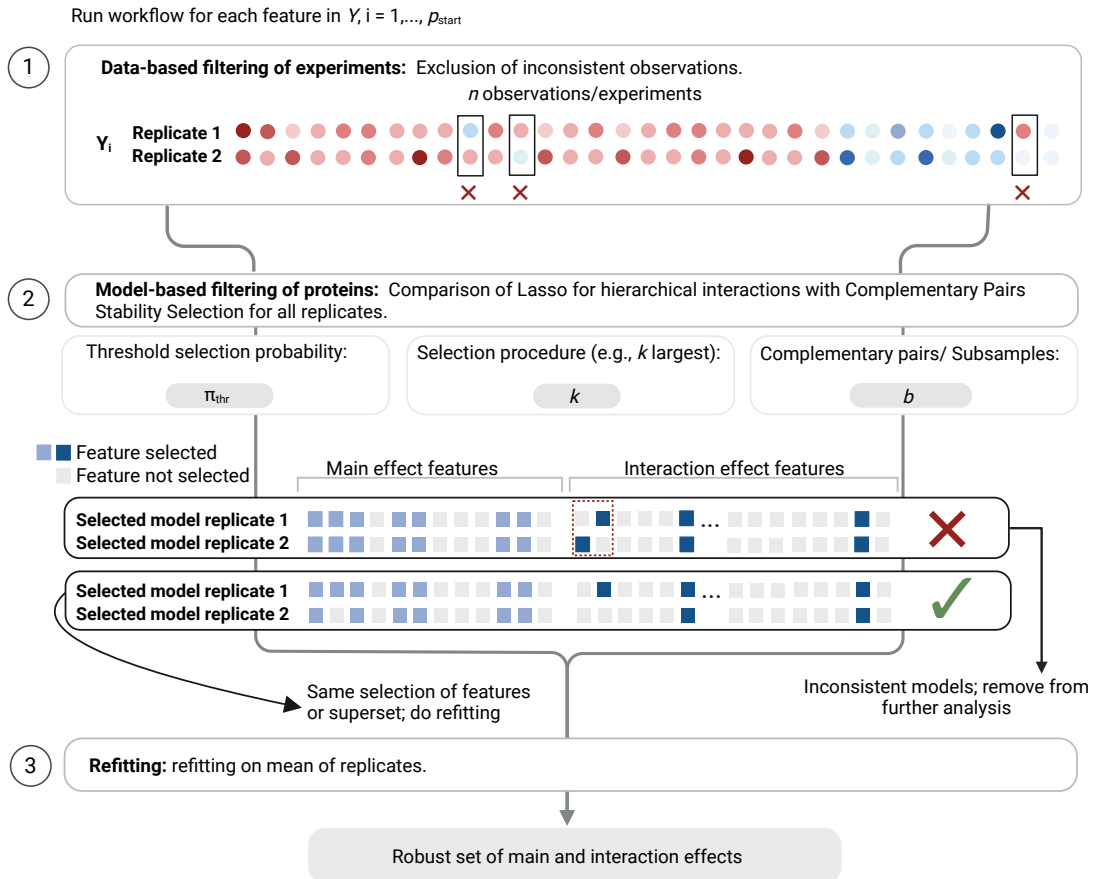 Run workflow for each feature in Y, i = 1,..., pstart
1
Data-based filtering of experiments: Exclusion of inconsistent observations.
n observations/experiments
Yi
Replicate 1
Replicate 2
2
Model-based filtering of proteins: Comparison of Lasso for hierarchical interactions with Complementary Pairs
Stability Selection for all replicates.
Threshold selection probability:
πthr
Selection procedure (e.g., k largest):
k
Complementary pairs/ Subsamples:
b
Feature selected
Feature not selected
Main effect features
Interaction effect features
Selected model replicate 1
...
Selected model replicate 2
Selected model replicate 1
...
Selected model replicate 2
Same selection of features
or superset; do refitting
Inconsistent models; remove from
further analysis
3
Refitting: refitting on mean of replicates.
Robust set of main and interaction effects